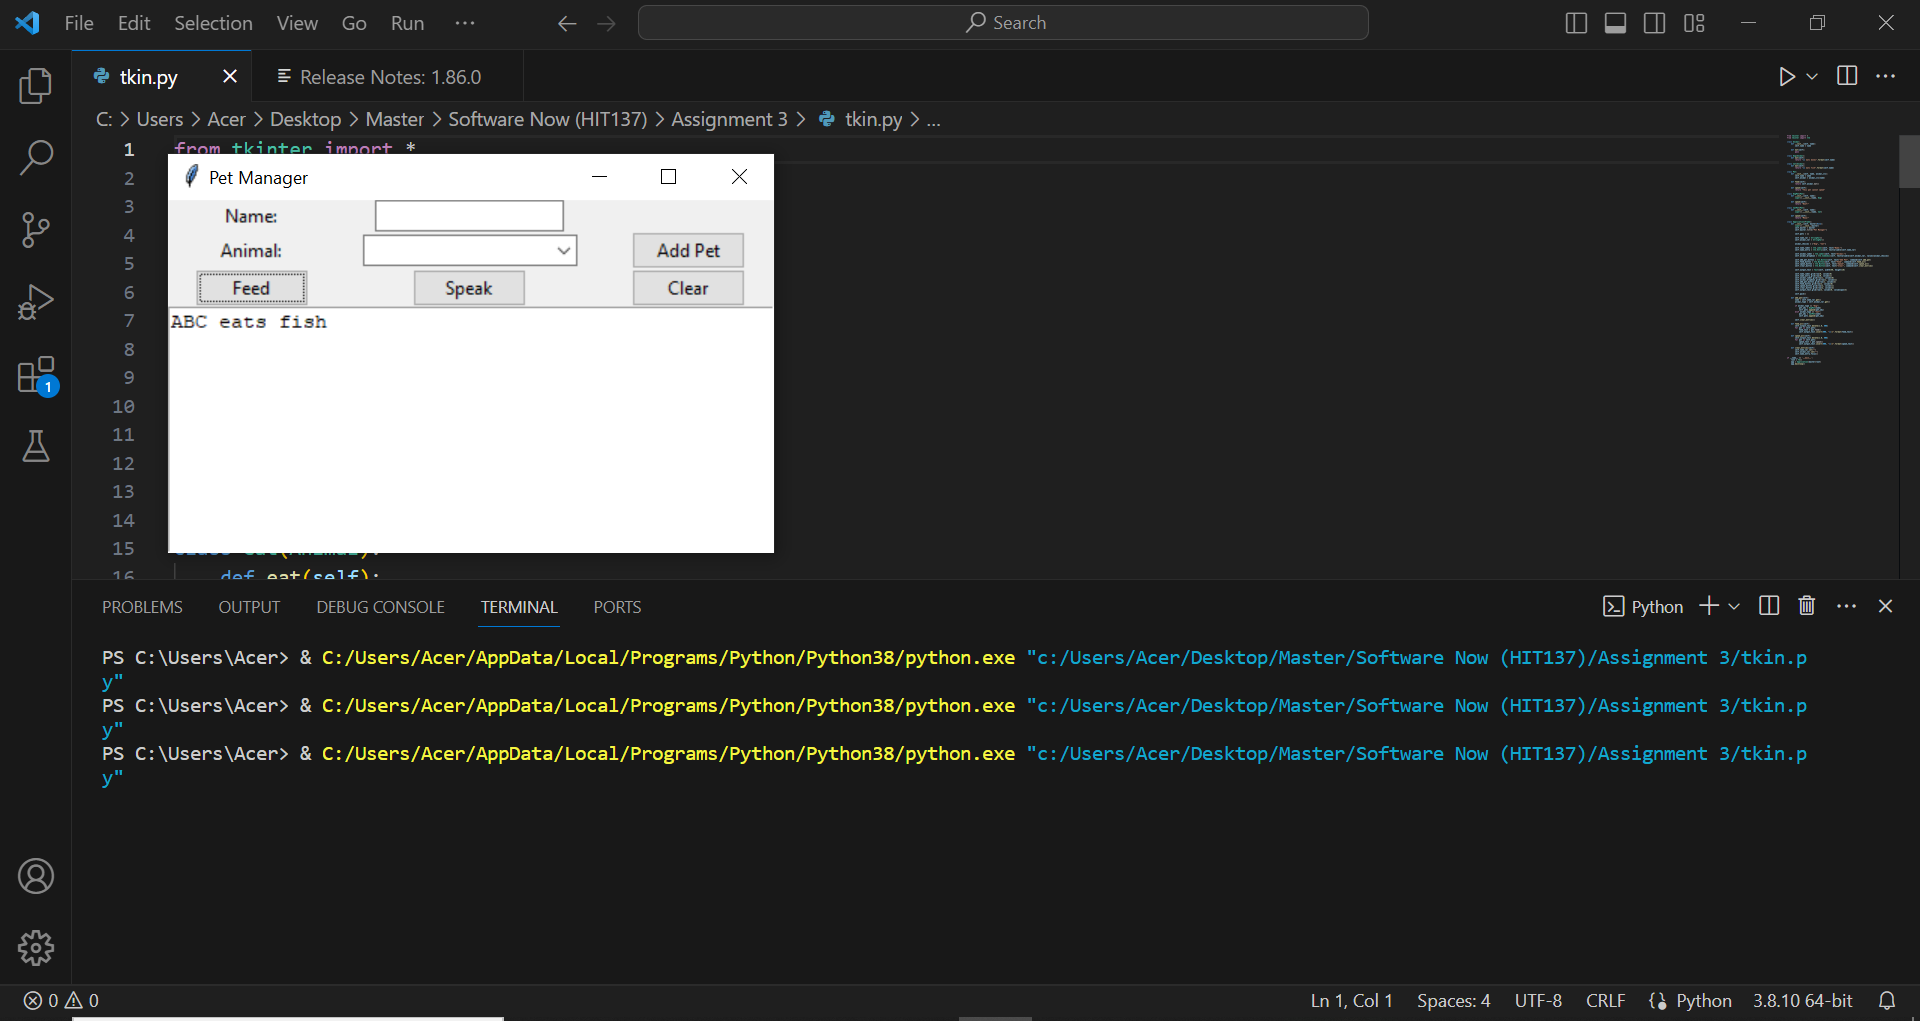 File Edit Selection View Go Run ··· Search
tkin.py Release Notes: 1.86.0
C: > Users > Acer > Desktop > Master > Software Now (HIT137) > Assignment 3 > tkin.py > ...
1 from tkinter import *
Pet Manager
2
Name:
3
4
Animal: Add Pet
5
Feed Speak Clear
6
7 ABC eats fish
8
9
10
11
12
13
14
15
16 def eat(self):
1
PROBLEMS OUTPUT DEBUG CONSOLE TERMINAL PORTS Python
PS C:\Users\Acer> & C:/Users/Acer/AppData/Local/Programs/Python/Python38/python.exe "c:/Users/Acer/Desktop/Master/Software Now (HIT137)/Assignment 3/tkin.p
y"
PS C:\Users\Acer> & C:/Users/Acer/AppData/Local/Programs/Python/Python38/python.exe "c:/Users/Acer/Desktop/Master/Software Now (HIT137)/Assignment 3/tkin.p
y"
PS C:\Users\Acer> & C:/Users/Acer/AppData/Local/Programs/Python/Python38/python.exe "c:/Users/Acer/Desktop/Master/Software Now (HIT137)/Assignment 3/tkin.p
y"
0 0 Ln 1, Col 1 Spaces: 4 UTF-8 CRLF Python 3.8.10 64-bit